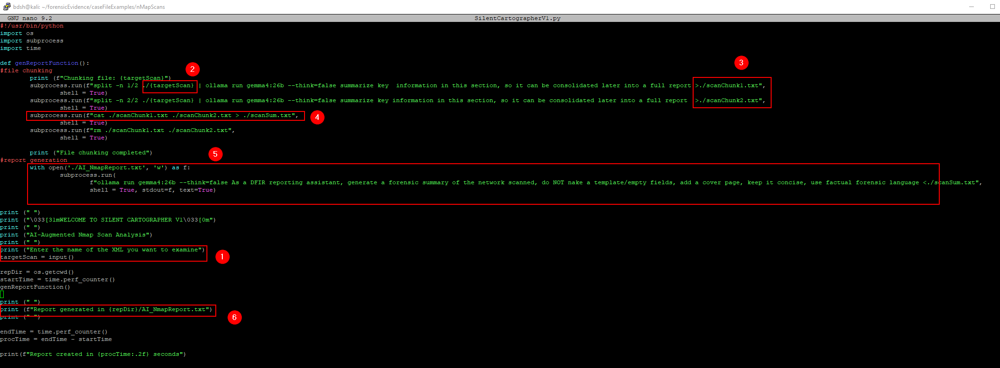 bdsh@kali: ~/forensicEvidence/caseFileExamples/nMapScans
GNU nano 9.2 SilentCartographerV1.py
#!/usr/bin/python
import os
import subprocess
import time
def genReportFunction():
#file chunking
2
3
print (f"Chunking file: {targetScan}")
subprocess.run(f"split -n 1/2 ./{targetScan} | ollama run gemma4:26b --think=false summarize key  information in this section, so it can be consolidated later into a full report >./scanChunk1.txt",
shell = True)
subprocess.run(f"split -n 2/2 ./{targetScan} | ollama run gemma4:26b --think=false summarize key information in this section, so it can be consolidated later into a full report  >./scanChunk2.txt",
shell = True)
subprocess.run(f"cat ./scanChunk1.txt ./scanChunk2.txt > ./scanSum.txt",
4
shell = True)
subprocess.run(f"rm ./scanChunk1.txt ./scanChunk2.txt",
shell = True)
print ("File chunking completed")
5
#report generation
with open('./AI_NmapReport.txt', 'w') as f:
subprocess.run(
f"ollama run gemma4:26b --think=false As a DFIR reporting assistant, generate a forensic summary of the network scanned, do NOT nake a template/empty fields, add a cover page, keep it concise, use factual forensic language <./scanSum.txt",
shell = True, stdout=f, text=True)
print (" ")
print ("\033[31mWELCOME TO SILENT CARTOGRAPHER V1\033[0m")
print (" ")
print ("AI-Augmented Nmap Scan Analysis")
print (" ")
print ("Enter the name of the XML you want to examine")
targetScan = input()
1
repDir = os.getcwd()
startTime = time.perf_counter()
genReportFunction()
print (" ")
print (f"Report generated in {repDir}/AI_NmapReport.txt")
print (" ")
6
endTime = time.perf_counter()
procTime = endTime - startTime
print(f"Report created in {procTime:.2f} seconds")